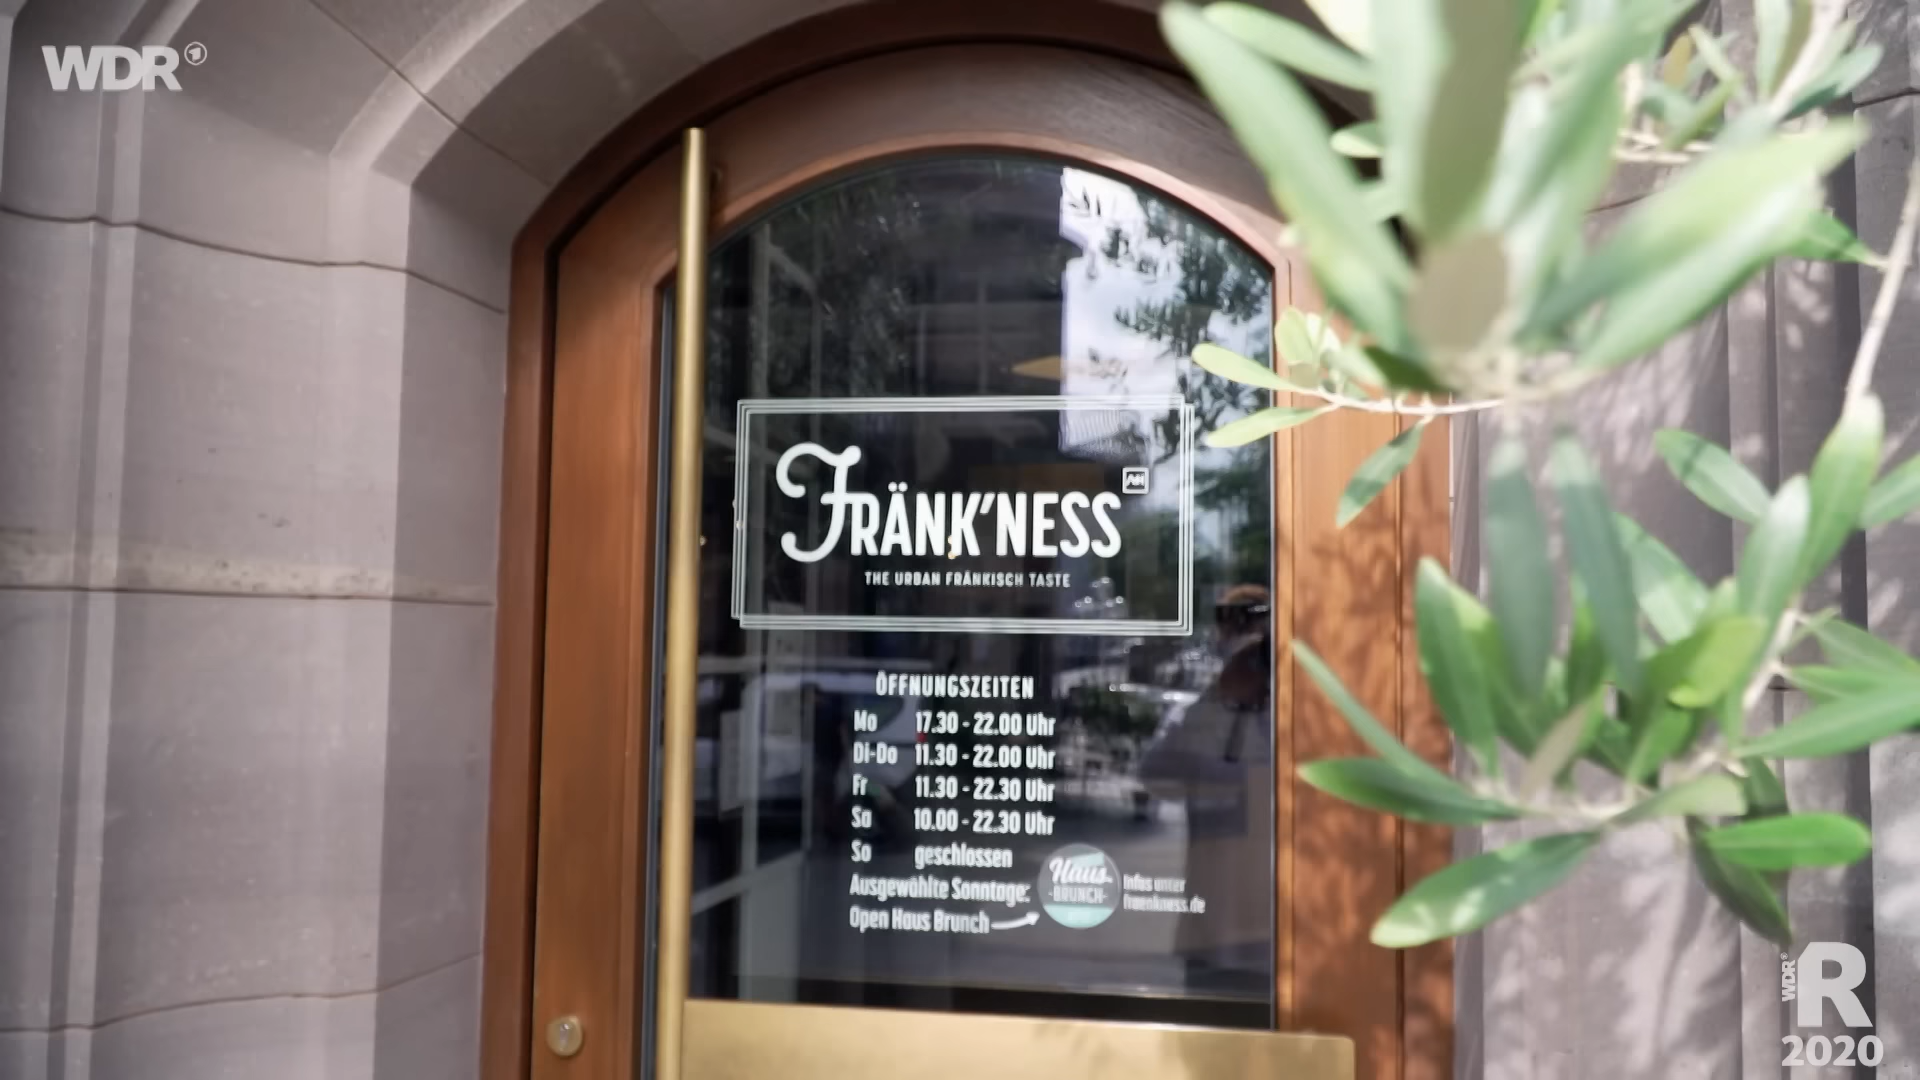 WDR
FRÄNK'NESS
AH
THE URBAN FRÄNKISCH TASTE
ÖFFNUNGSZEITEN
Mo 17.30 - 22.00 Uhr
Di-Do 11.30 - 22.00 Uhr
Fr 11.30 - 22.30 Uhr
Sa 10.00 - 22.30 Uhr
So geschlossen
Ausgewählte Sonntage:
Open Haus Brunch
Haus
-BRUNCH-
Infos unter
fraenkness.de
WDR R
2020